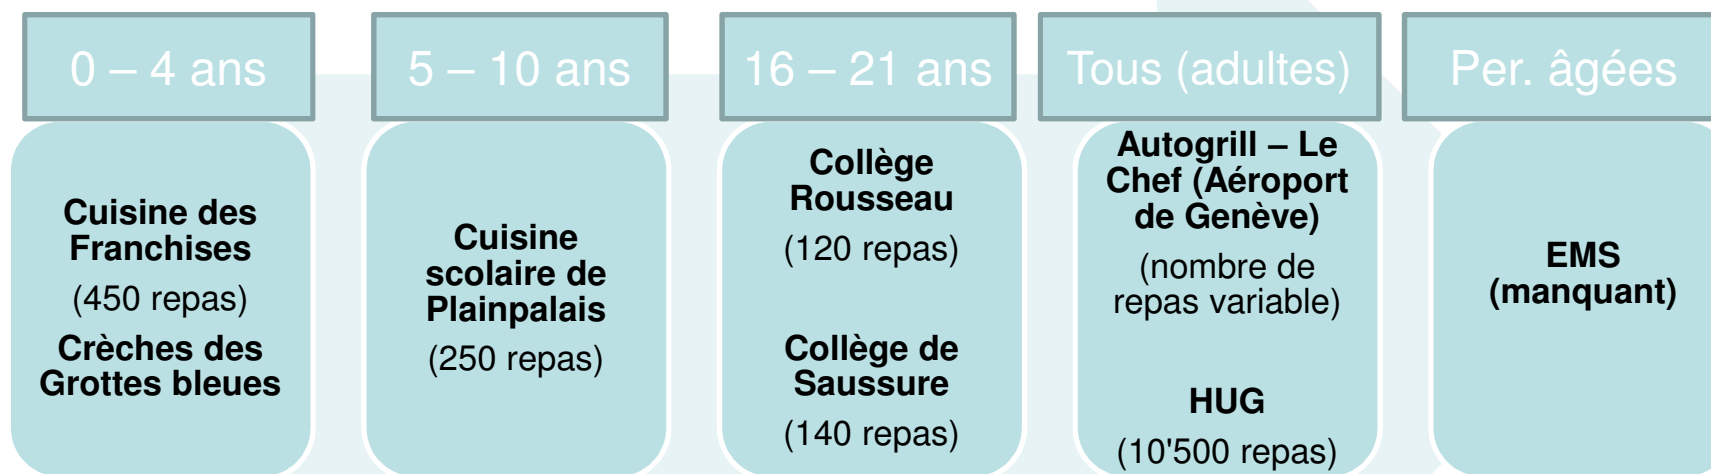 0 – 4 ans
Cuisine des
Franchises
(450 repas)
Crèches des
Grottes bleues
5 – 10 ans
Cuisine
scolaire de
Plainpalais
(250 repas)
16 – 21 ans
Collège
Rousseau
(120 repas)
Collège de
Saussure
(140 repas)
Tous (adultes)
Autogrill – Le
Chef (Aéroport
de Genève)
(nombre de
repas variable)
HUG
(10'500 repas)
Per. âgées
EMS
(manquant)